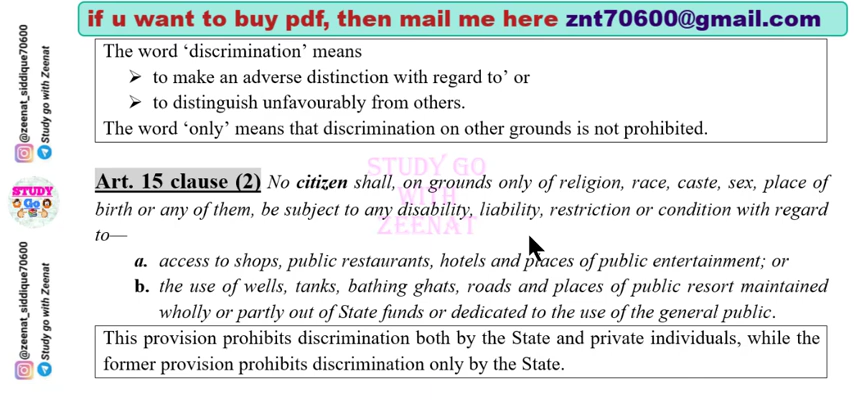 if u want to buy pdf, then mail me here znt70600@gmail.com
The word ‘discrimination’ means
➢ to make an adverse distinction with regard to’ or
➢ to distinguish unfavourably from others.
The word ‘only’ means that discrimination on other grounds is not prohibited.
STUDY GO
WITH
ZEENAT
Art. 15 clause (2) No citizen shall, on grounds only of religion, race, caste, sex, place of
birth or any of them, be subject to any disability, liability, restriction or condition with regard
to—
a. access to shops, public restaurants, hotels and places of public entertainment; or
b. the use of wells, tanks, bathing ghats, roads and places of public resort maintained
wholly or partly out of State funds or dedicated to the use of the general public.
This provision prohibits discrimination both by the State and private individuals, while the
former provision prohibits discrimination only by the State.
@zeenat_siddique70600
Study go with Zeenat
STUDY
Go
@zeenat_siddique70600
Study go with Zeenat